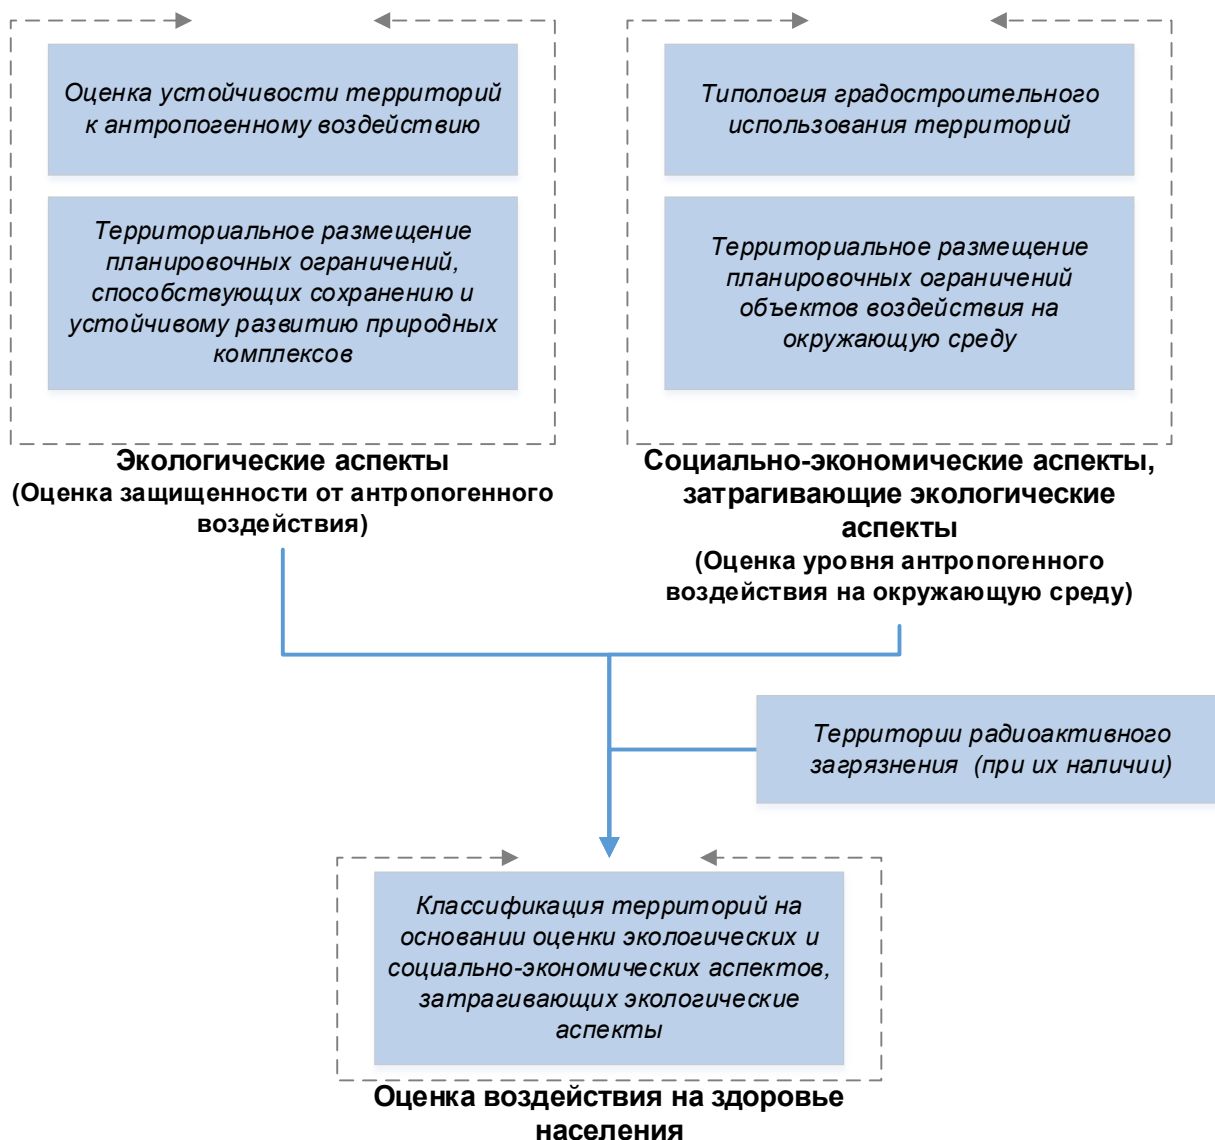 Оценка устойчивости территорий
к антропогенному воздействию
Территориальное размещение
планировочных ограничений,
способствующих сохранению и
устойчивому развитию природных
комплексов
Экологические аспекты
(Оценка защищенности от антропогенного
воздействия)
Типология градостроительного
использования территорий
Территориальное размещение
планировочных ограничений
объектов воздействия на
окружающую среду
Социально-экономические аспекты,
затрагивающие экологические
аспекты
(Оценка уровня антропогенного
воздействия на окружающую среду)
Территории радиоактивного
загрязнения (при их наличии)
Классификация территорий на
основании оценки экологических и
социально-экономических аспектов,
затрагивающих экологические
аспекты
Оценка воздействия на здоровье
населения